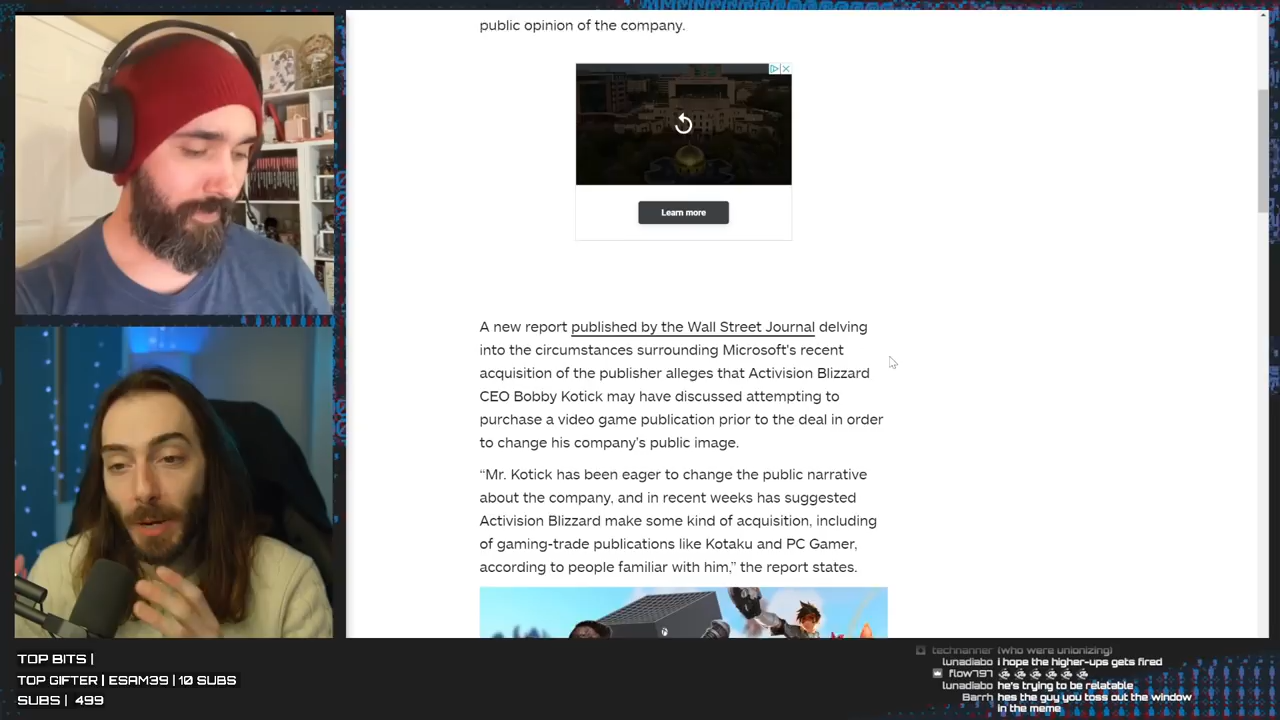 public opinion of the company.
Learn more
A new report published by the Wall Street Journal delving
into the circumstances surrounding Microsoft's recent
acquisition of the publisher alleges that Activision Blizzard
CEO Bobby Kotick may have discussed attempting to
purchase a video game publication prior to the deal in order
to change his company's public image.
“Mr. Kotick has been eager to change the public narrative
about the company, and in recent weeks has suggested
Activision Blizzard make some kind of acquisition, including
of gaming-trade publications like Kotaku and PC Gamer,
according to people familiar with him,” the report states.
TOP BITS |
TOP GIFTER | ESAM39 | 10 SUBS
SUBS | 499
technanner (who were unionizing)
lunadiabo i hope the higher-ups gets fired
flow797
lunadiabo he's trying to be relatable
Barrh hes the guy you toss out the window
in the meme